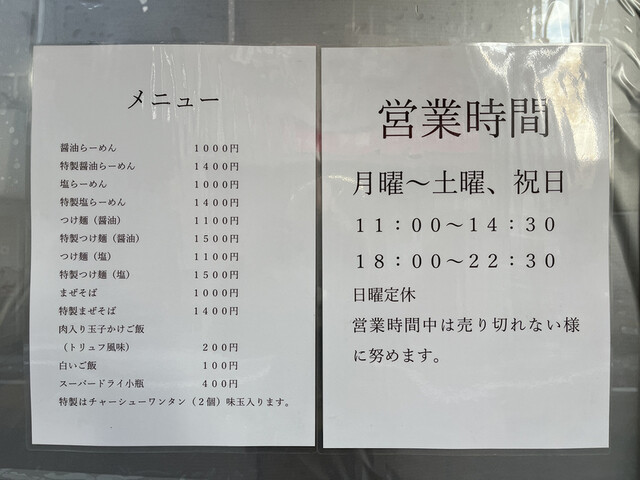 メニュー
醤油らーめん 1000円
特製醤油らーめん 1400円
塩らーめん 1000円
特製塩らーめん 1400円
つけ麺（醤油） 1100円
特製つけ麺（醤油） 1500円
つけ麺（塩） 1100円
特製つけ麺（塩） 1500円
まぜそば 1000円
特製まぜそば 1400円
肉入り玉子かけご飯
（トリュフ風味） 200円
白いご飯 100円
スーパードライ小瓶 400円
特製はチャーシューワンタン（2個）味玉入ります。
営業時間
月曜～土曜、祝日
11：00～14：30
18：00～22：30
日曜定休
営業時間中は売り切れない様
に努めます。